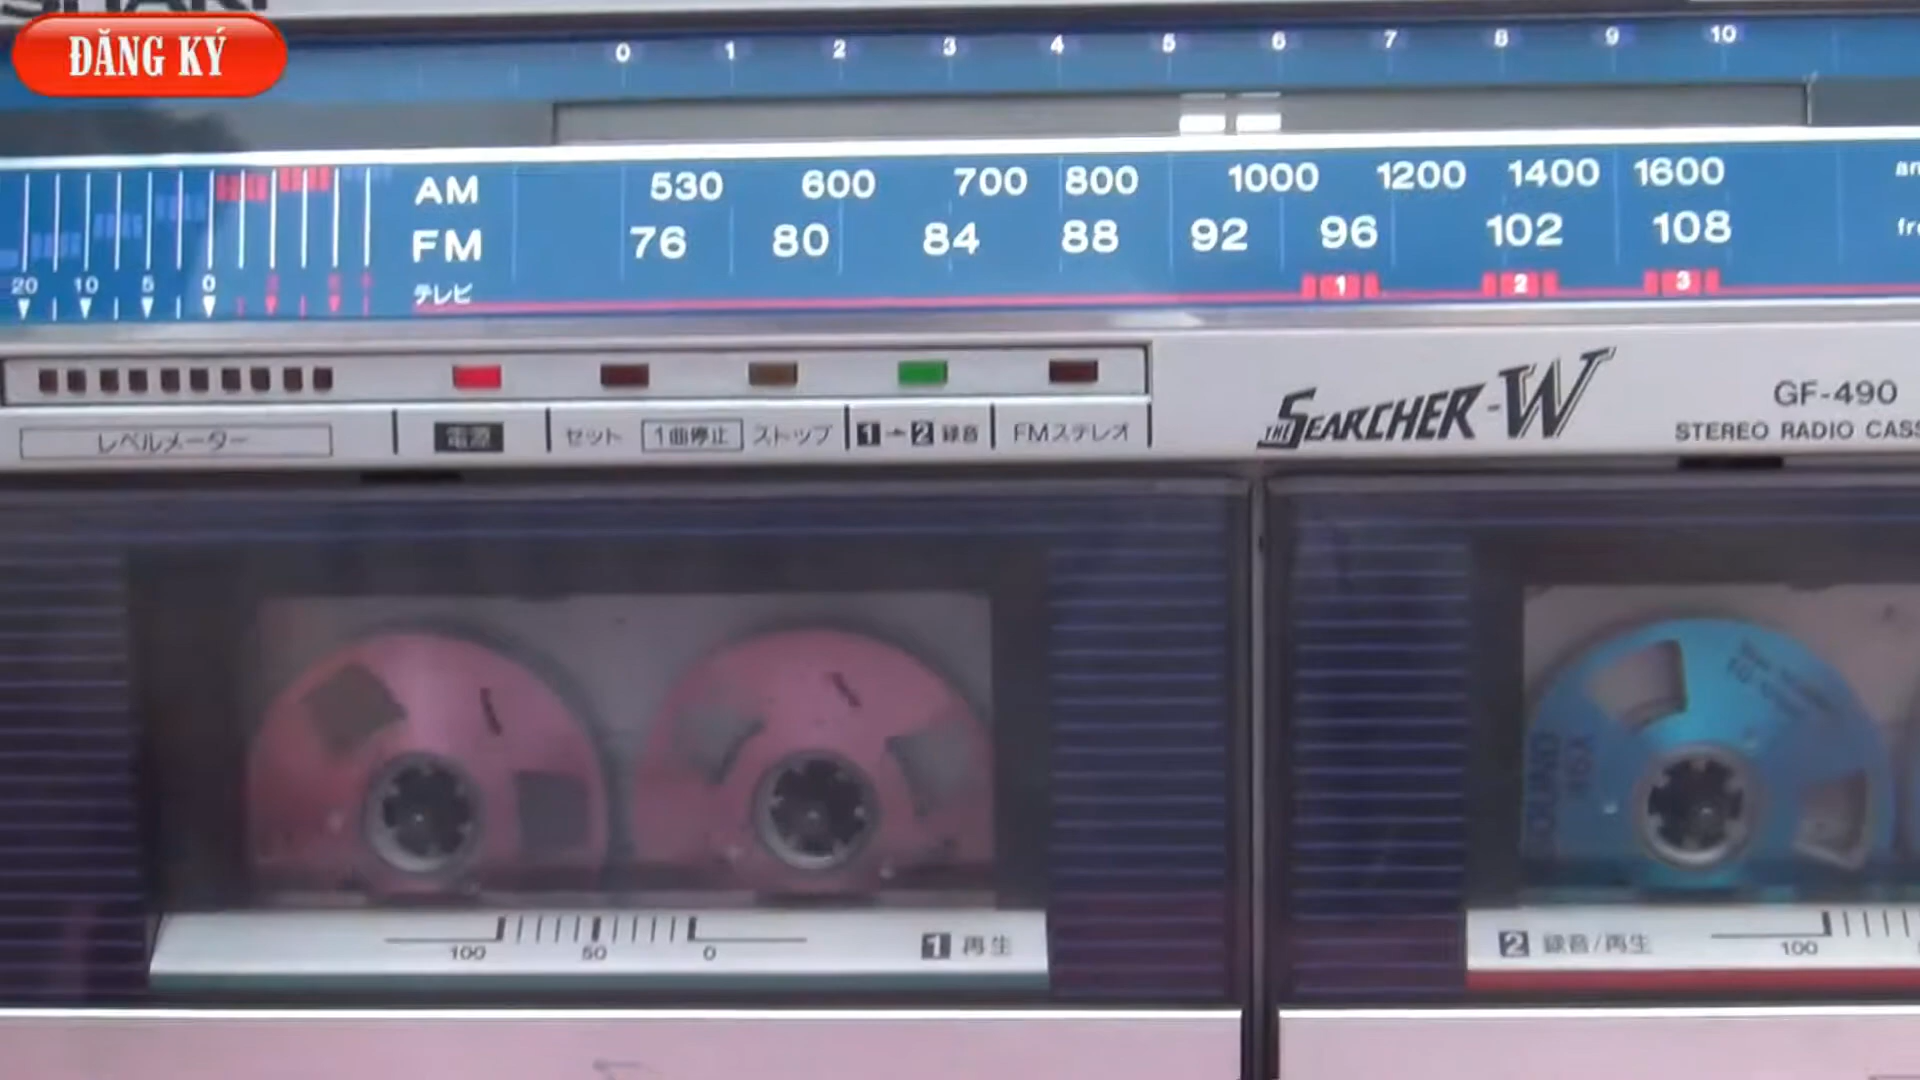 SHARP
ĐĂNG KÝ
0 1 2 3 4 5 6 7 8 9 10
AM 530 600 700 800 1000 1200 1400 1600
FM 76 80 84 88 92 96 102 108
テレビ 1 2 3
20 10 5 0
レベルメーター 電源 セット 1曲停止 ストップ 1→2 録音 FMステレオ
THE SEARCHER-W
GF-490
STEREO RADIO CASS
100 50 0
1 再生
2 録音/再生
100